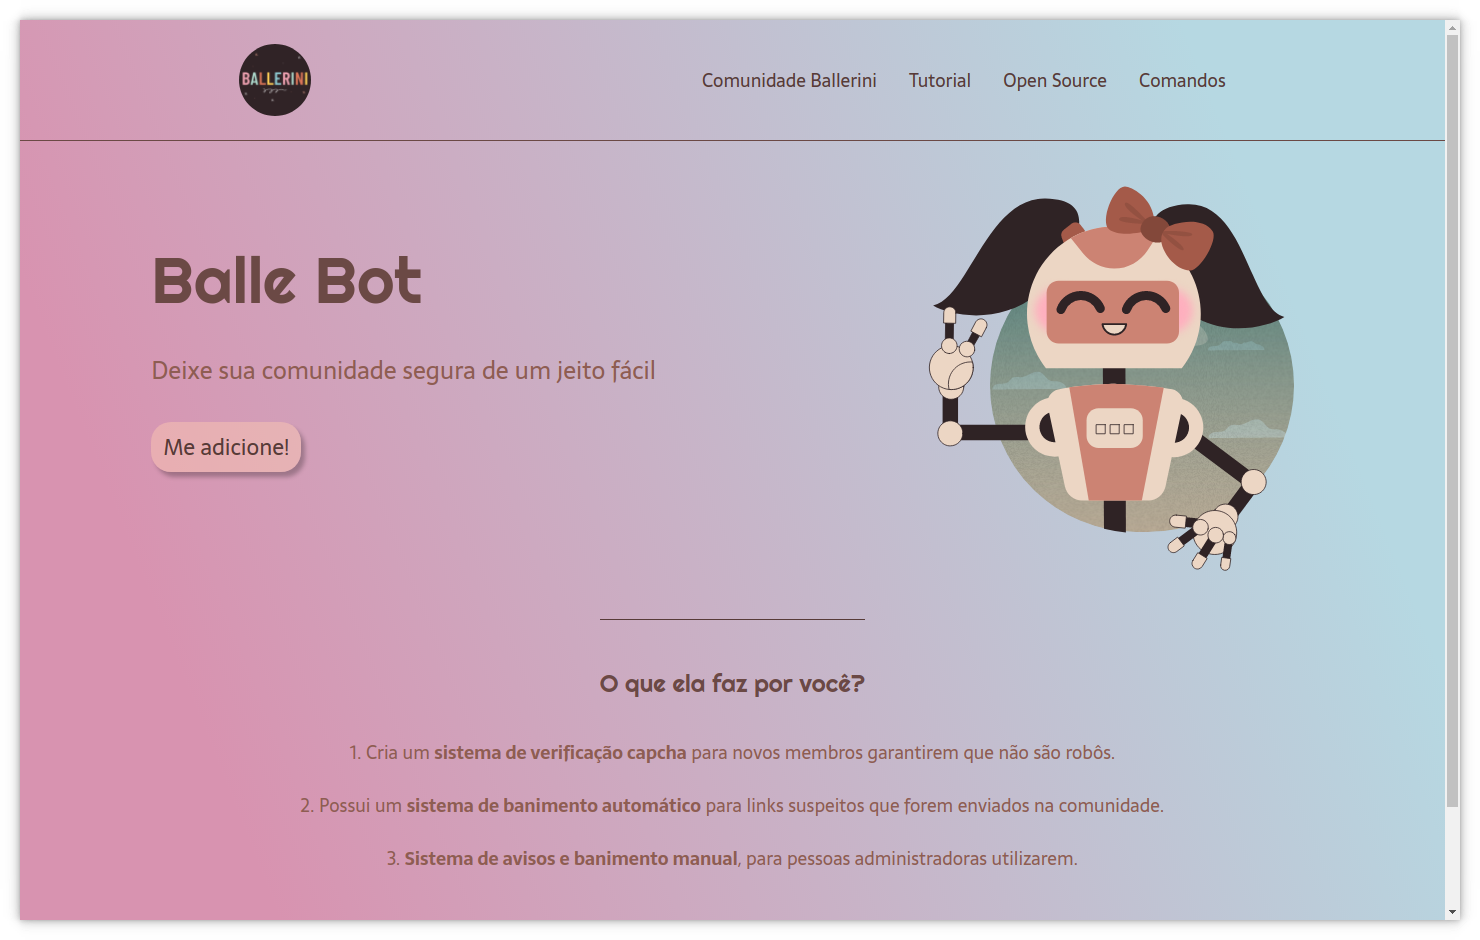 BALLERINI
Comunidade Ballerini Tutorial Open Source Comandos
Balle Bot
Deixe sua comunidade segura de um jeito fácil
Me adicione!
O que ela faz por você?
1. Cria um sistema de verificação capcha para novos membros garantirem que não são robôs.
2. Possui um sistema de banimento automático para links suspeitos que forem enviados na comunidade.
3. Sistema de avisos e banimento manual, para pessoas administradoras utilizarem.